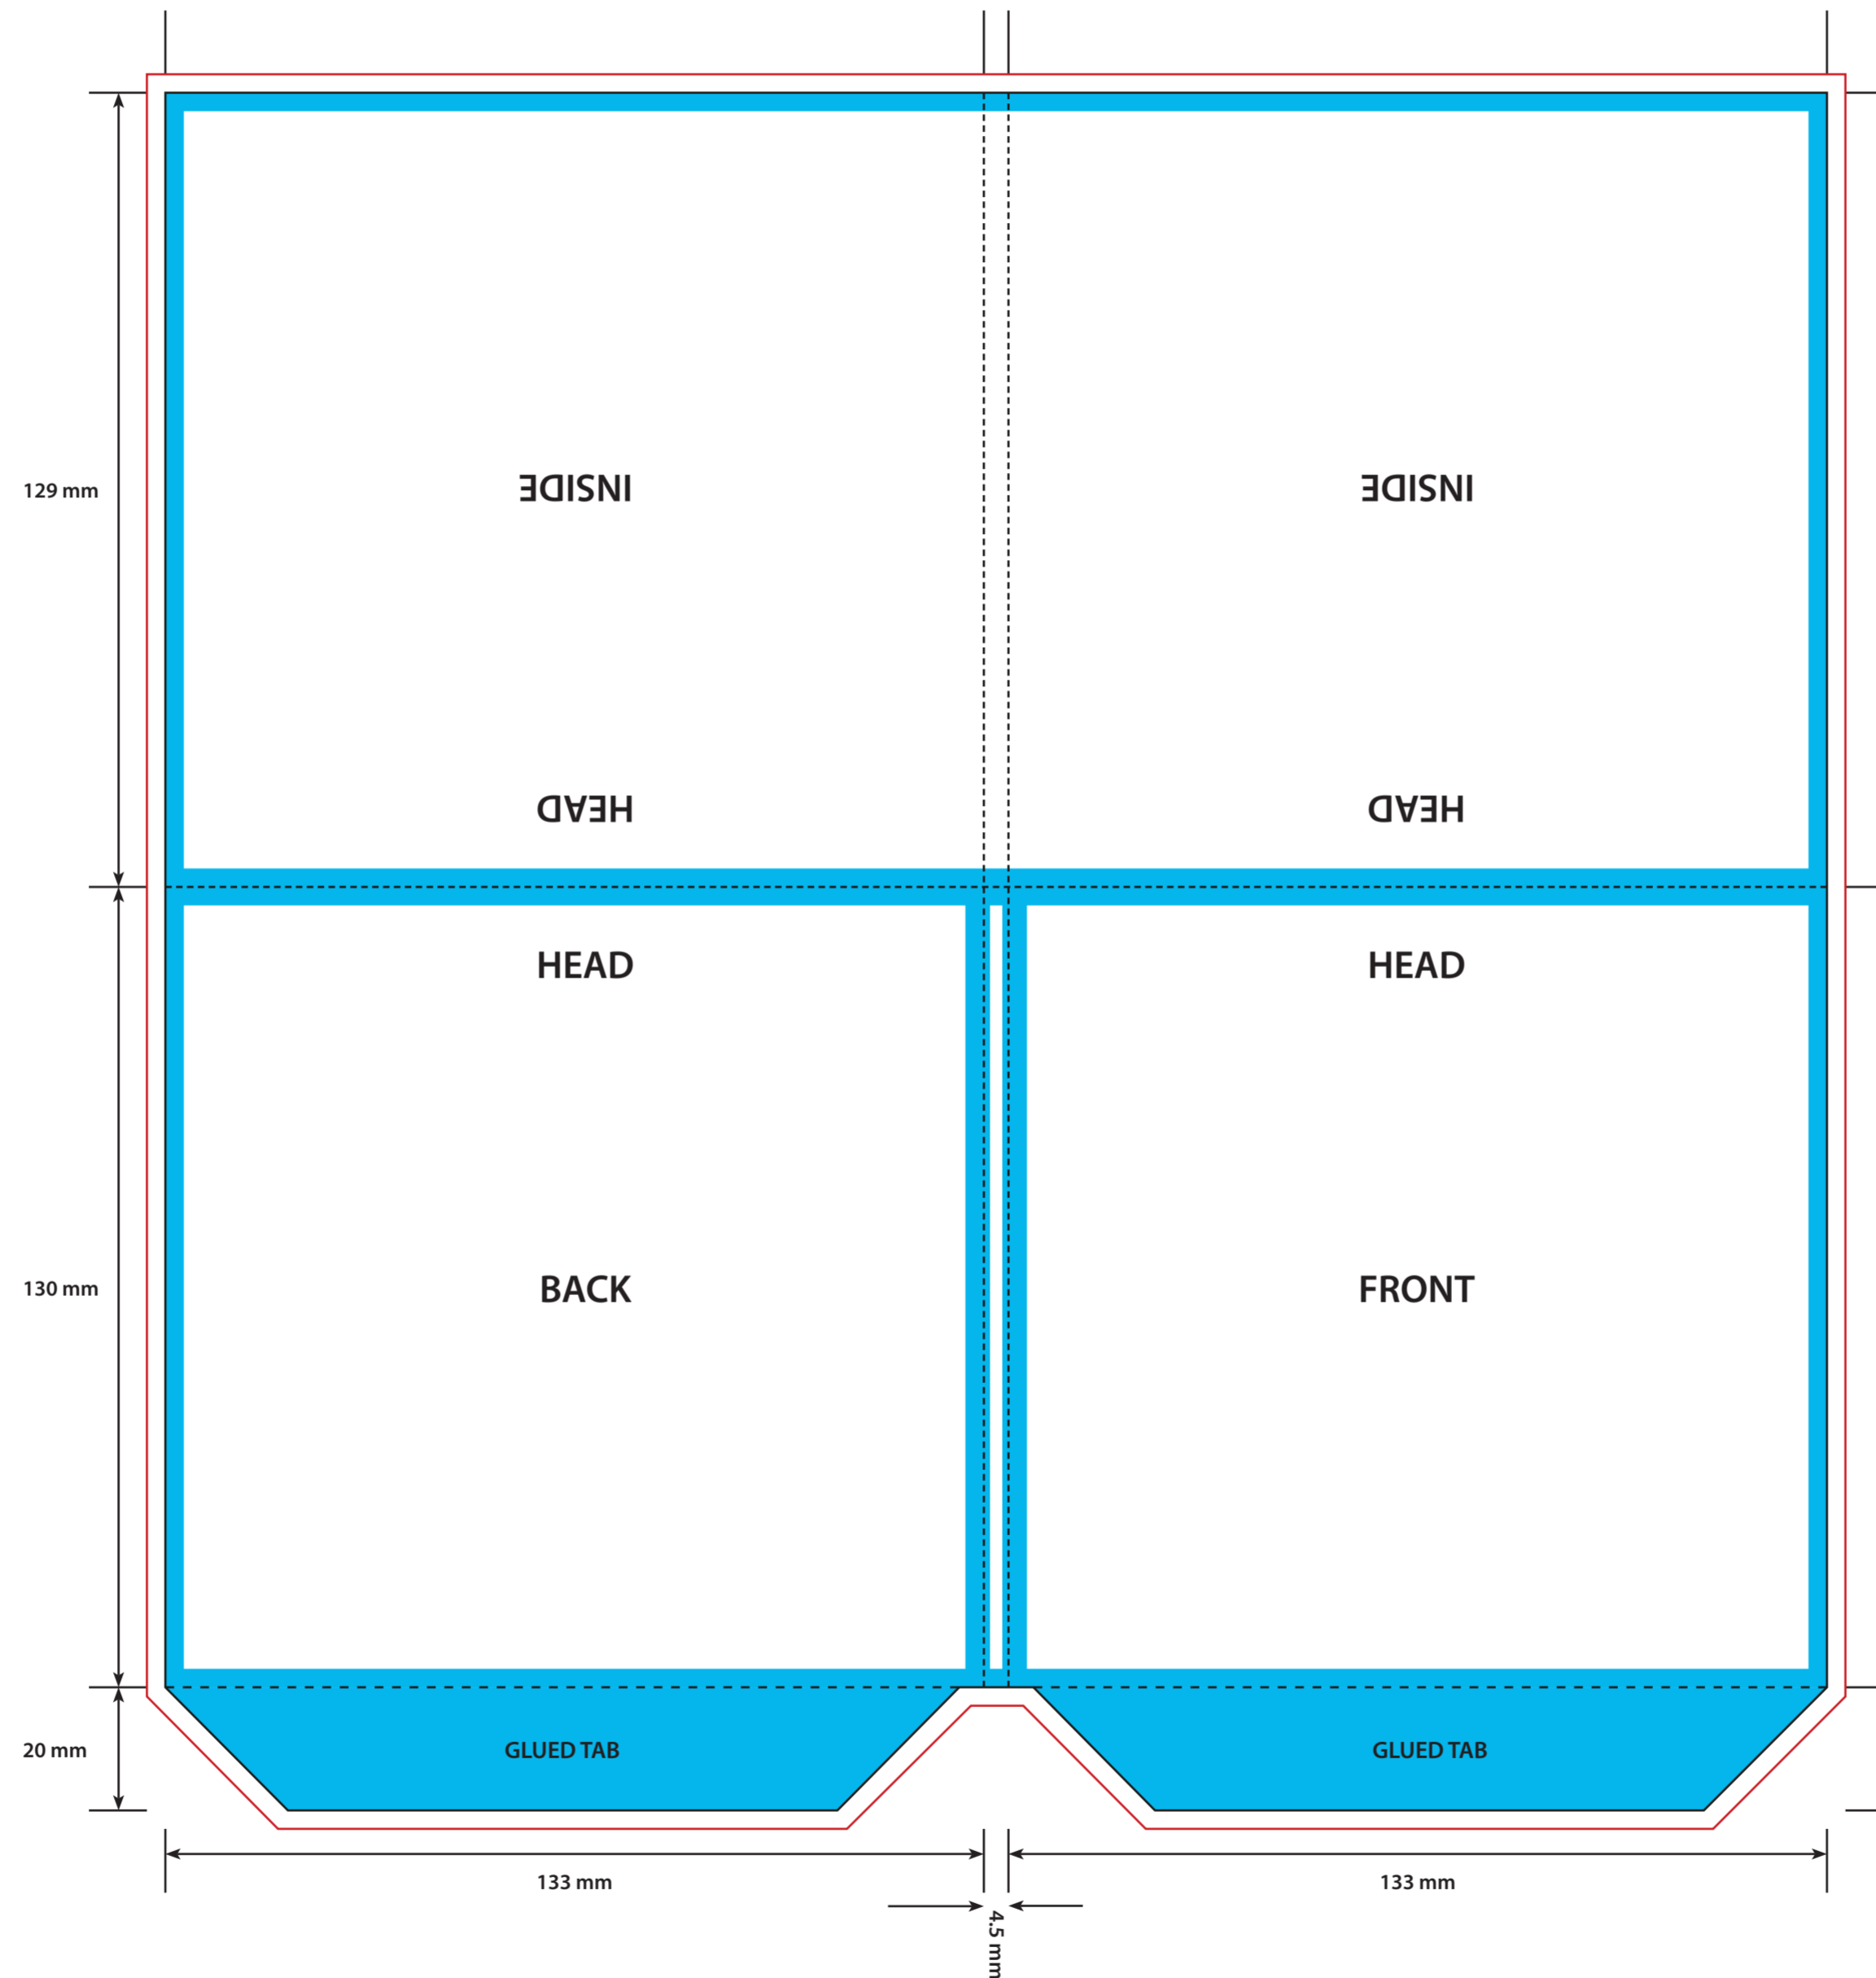 129 mm
INSIDE
INSIDE
HEAD
HEAD
HEAD
HEAD
130 mm
BACK
FRONT
20 mm
GLUED TAB
GLUED TAB
133 mm
133 mm
4.5 mm